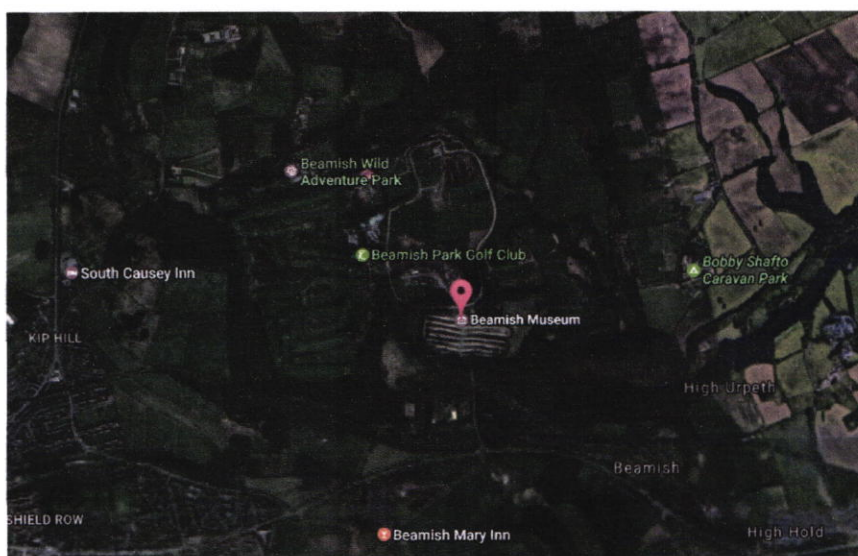 Beamish Wild
Adventure Park
Beamish Park Golf Club
Bobby Shafto
Caravan Park
South Causey Inn
Beamish Museum
KIP HILL
High Urpeth
Beamish
SHIELD ROW
Beamish Mary Inn
High Hold